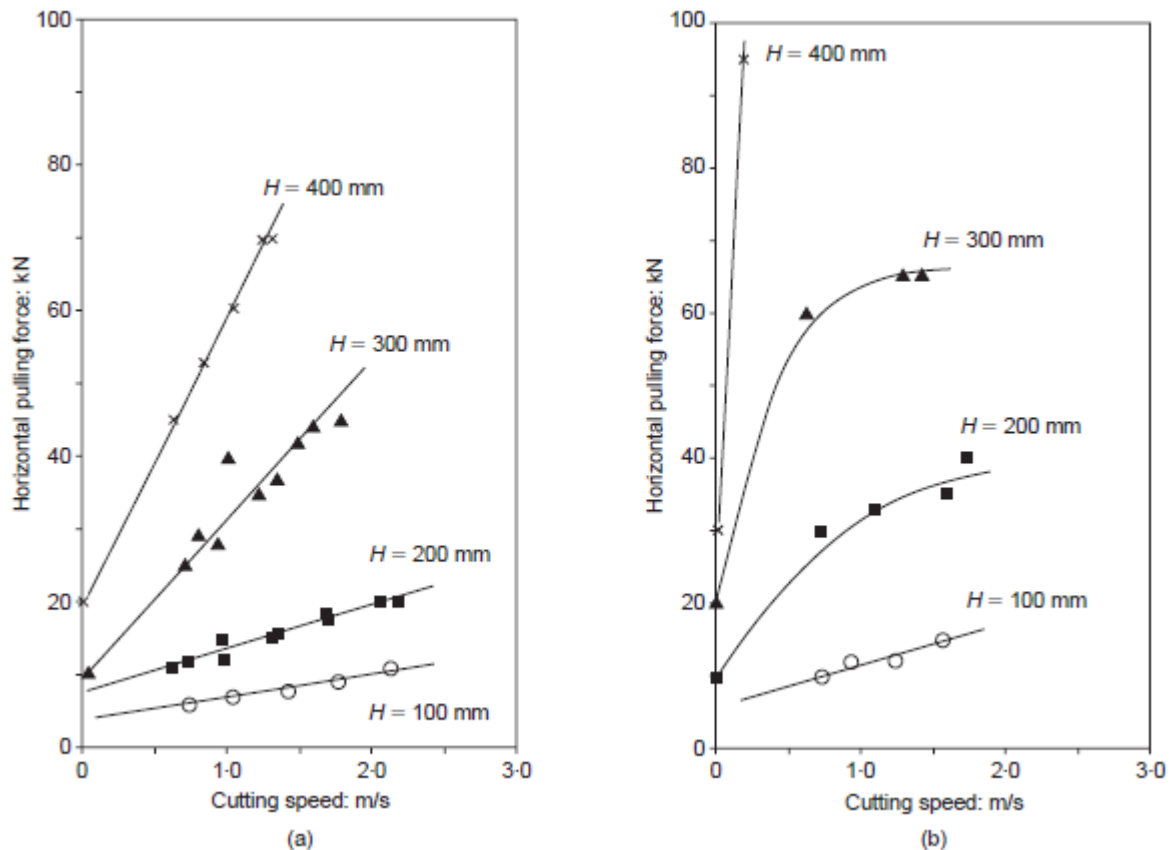 100
80
60
40
20
0
Horizontal pulling force: kN
H = 400 mm
H = 300 mm
H = 200 mm
H = 100 mm
0
1·0
2·0
3·0
Cutting speed: m/s
(a)
100
80
60
40
20
0
Horizontal pulling force: kN
H = 400 mm
H = 300 mm
H = 200 mm
H = 100 mm
0
1·0
2·0
3·0
Cutting speed: m/s
(b)